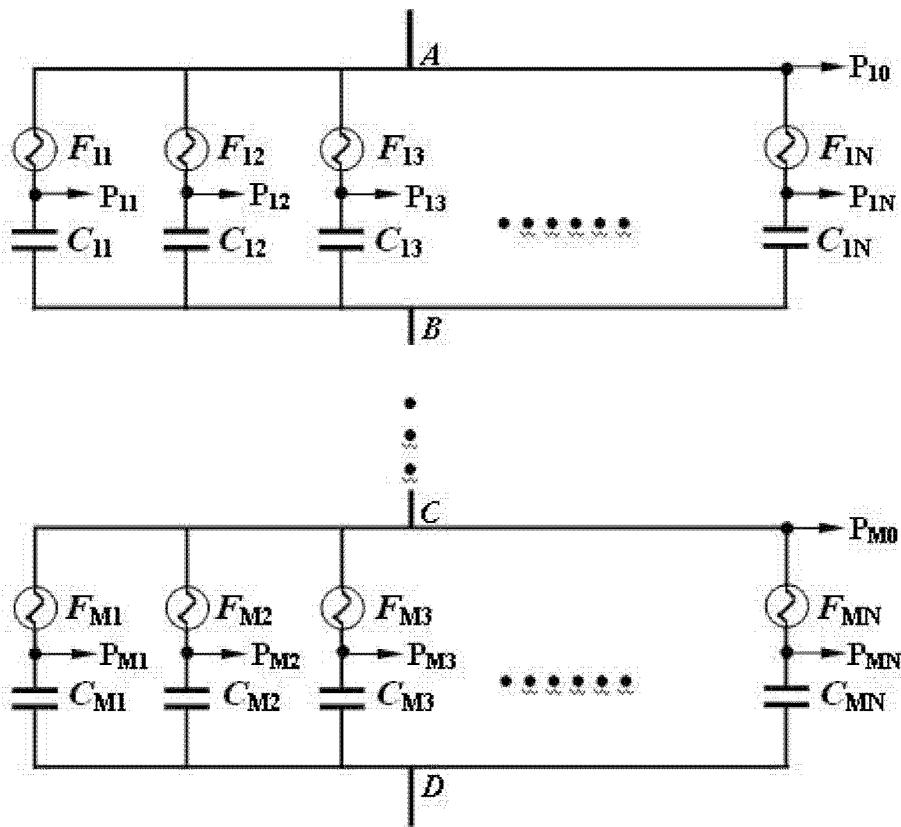 A
P10
F11 F12 F13 F1N
P11 P12 P13 P1N
C11 C12 C13 C1N
B
C
PM0
FM1 FM2 FM3 FMN
PM1 PM2 PM3 PMN
CM1 CM2 CM3 CMN
D